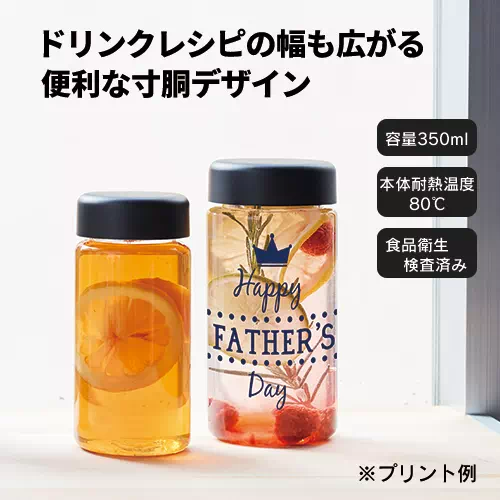 ドリンクレシピの幅も広がる
便利な寸胴デザイン
容量350ml
本体耐熱温度
80℃
食品衛生
検査済み
Happy
FATHER'S
Day
※プリント例